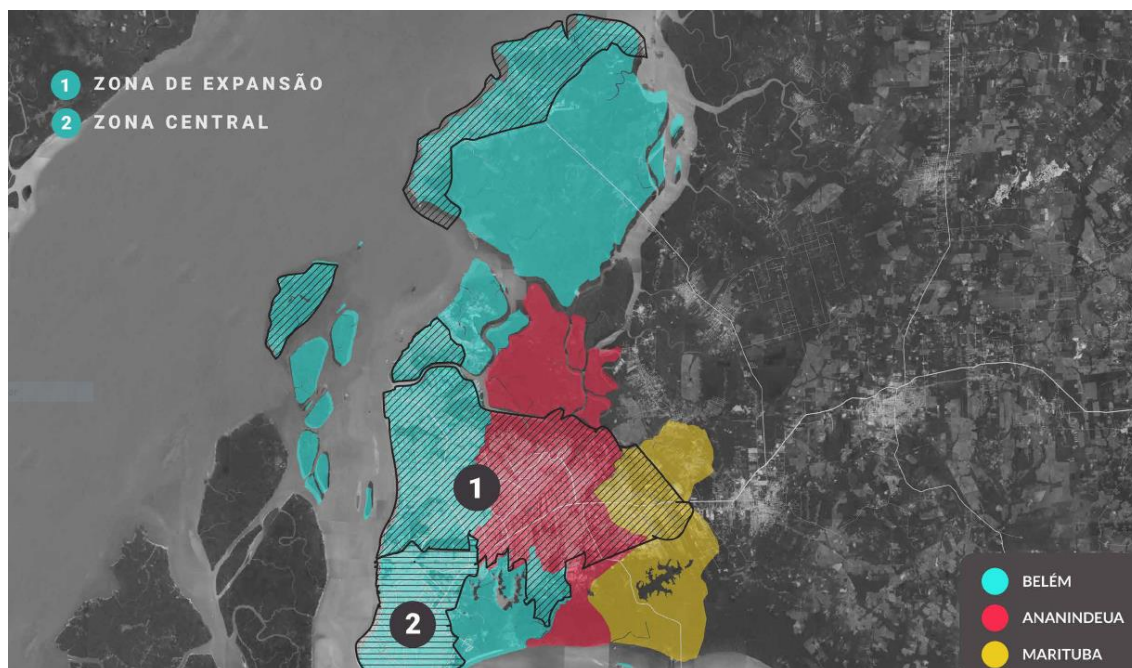 1 ZONA DE EXPANSÃO
2 ZONA CENTRAL
1
2
BELÉM
ANANINDEUA
MARITUBA